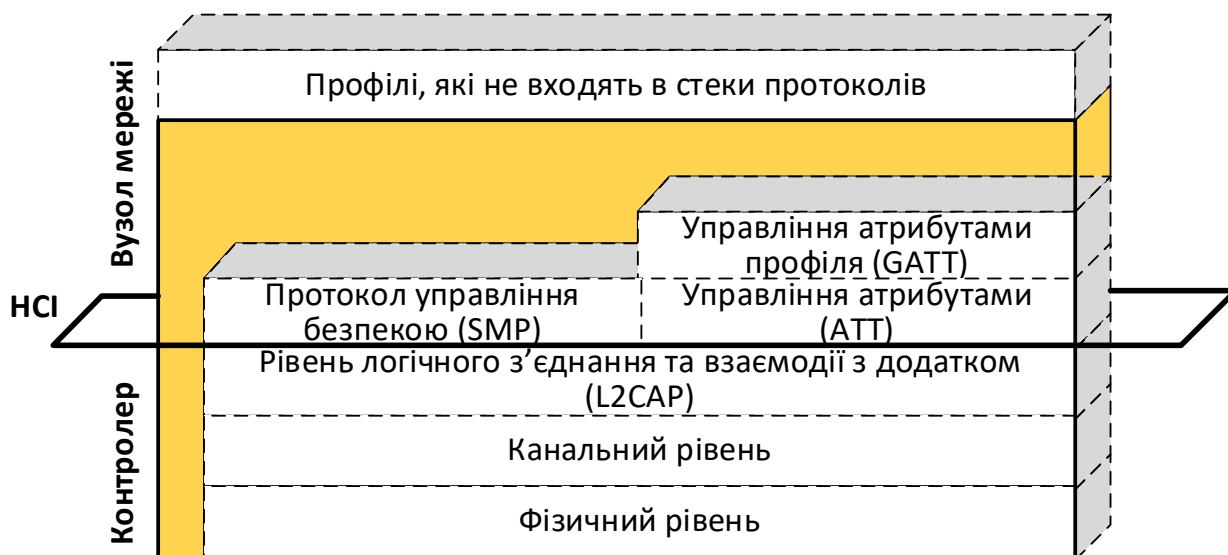 Вузол мережі
Профілі, які не входять в стеки протоколів
Управління атрибутами
профіля (GATT)
Протокол управління
безпекою (SMP)
Управління атрибутами
(ATT)
HCI
Рівень логічного з’єднання та взаємодії з додатком
(L2CAP)
Контролер
Канальний рівень
Фізичний рівень